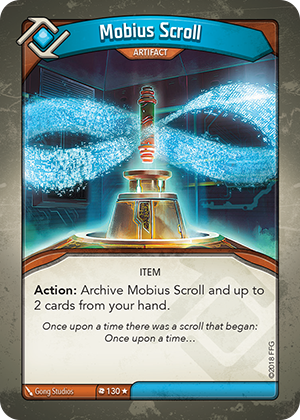 Mobius Scroll
ARTIFACT
ITEM
Action: Archive Mobius Scroll and up to
2 cards from your hand.
Once upon a time there was a scroll that began:
Once upon a time…
Gong Studios
130
©2018 FFG